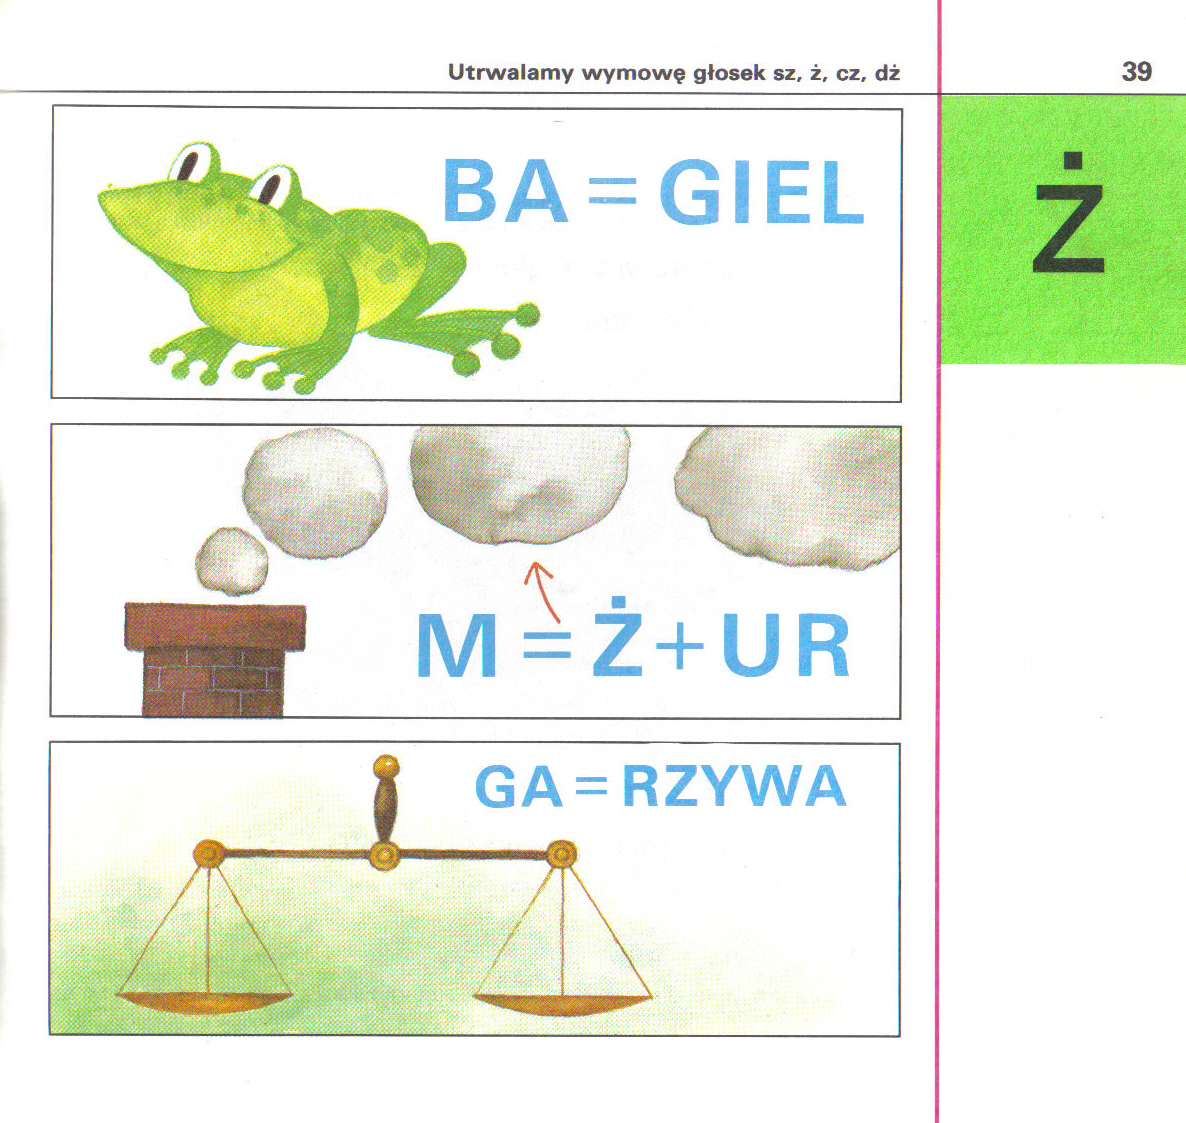 Utrwalamy wymowę głosek sz, ż, cz, dż
39
Ż
BA = GIEL
M = Ż + UR
GA = RZYWA